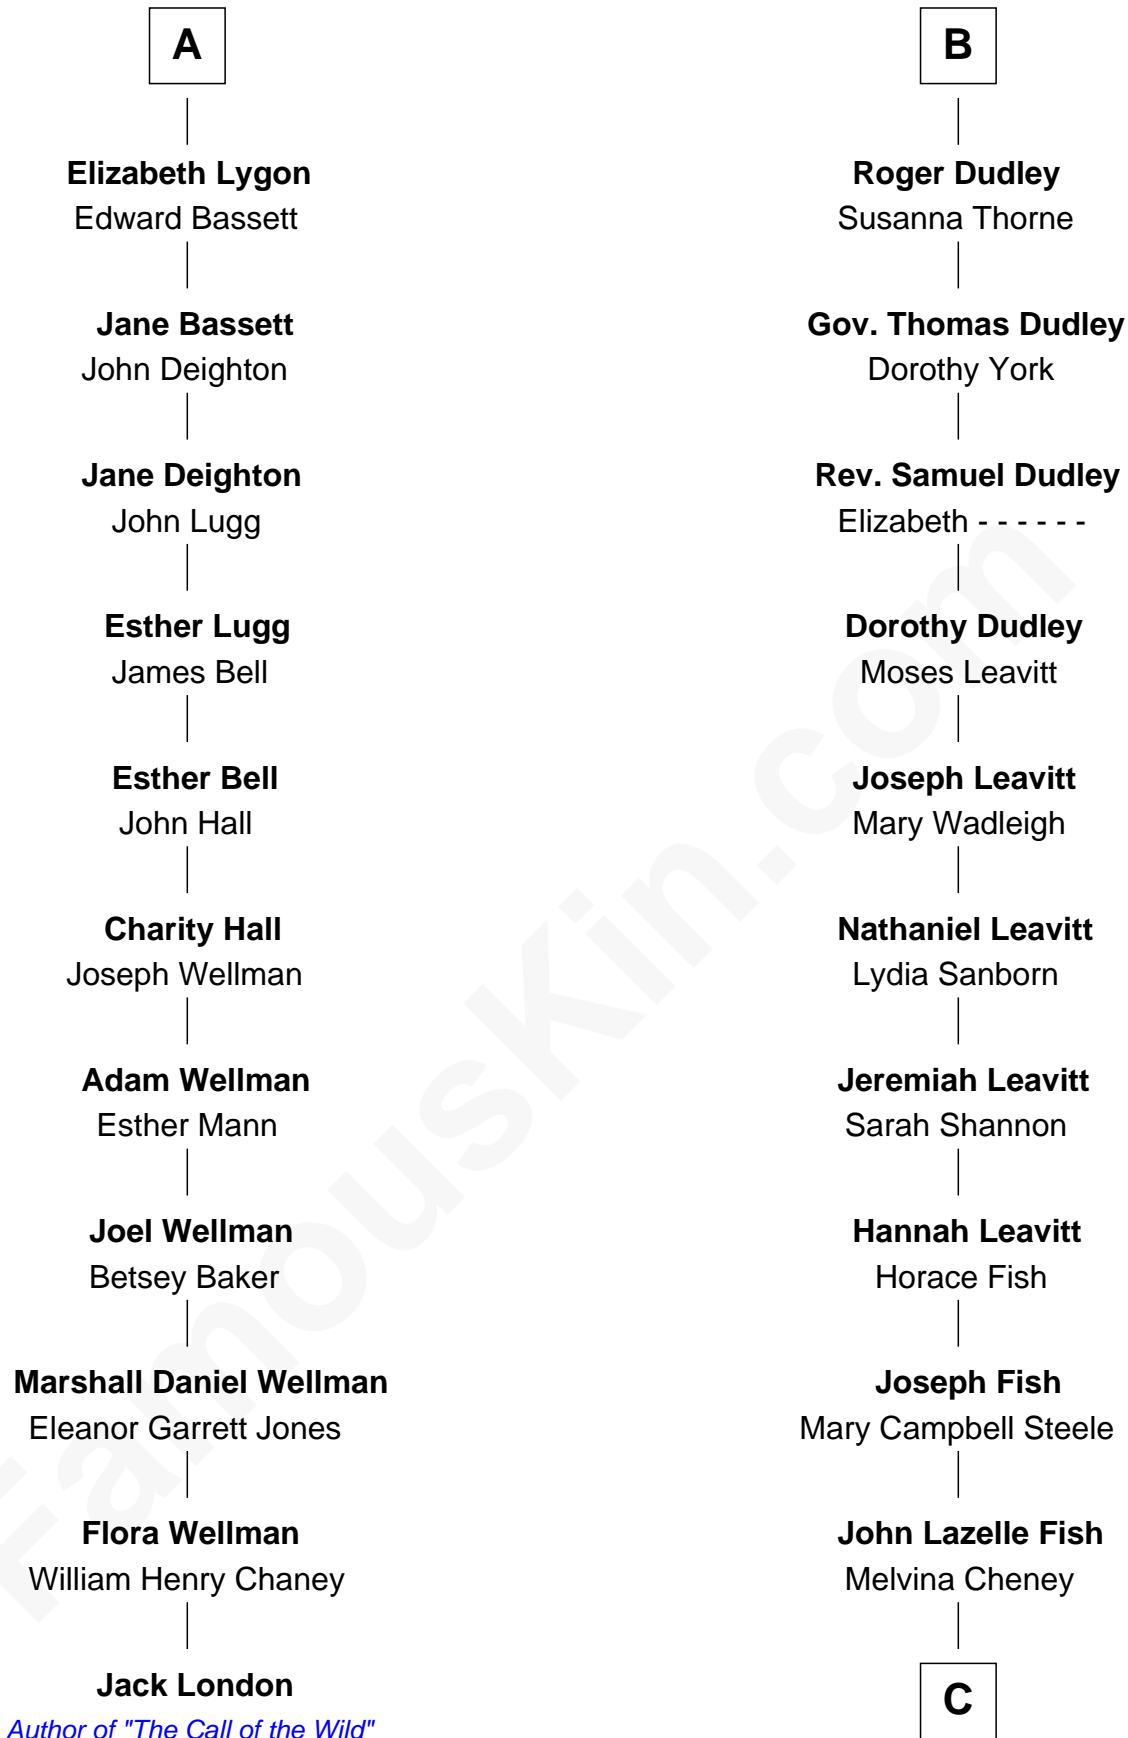 A
Elizabeth Lygon
Edward Bassett
Jane Bassett
John Deighton
Jane Deighton
John Lugg
Esther Lugg
James Bell
Esther Bell
John Hall
Charity Hall
Joseph Wellman
Adam Wellman
Esther Mann
Joel Wellman
Betsey Baker
Marshall Daniel Wellman
Eleanor Garrett Jones
Flora Wellman
William Henry Chaney
Jack London
Author of "The Call of the Wild"
B
Roger Dudley
Susanna Thorne
Gov. Thomas Dudley
Dorothy York
Rev. Samuel Dudley
Elizabeth - - - - - -
Dorothy Dudley
Moses Leavitt
Joseph Leavitt
Mary Wadleigh
Nathaniel Leavitt
Lydia Sanborn
Jeremiah Leavitt
Sarah Shannon
Hannah Leavitt
Horace Fish
Joseph Fish
Mary Campbell Steele
John Lazelle Fish
Melvina Cheney
C
FamousKin.com